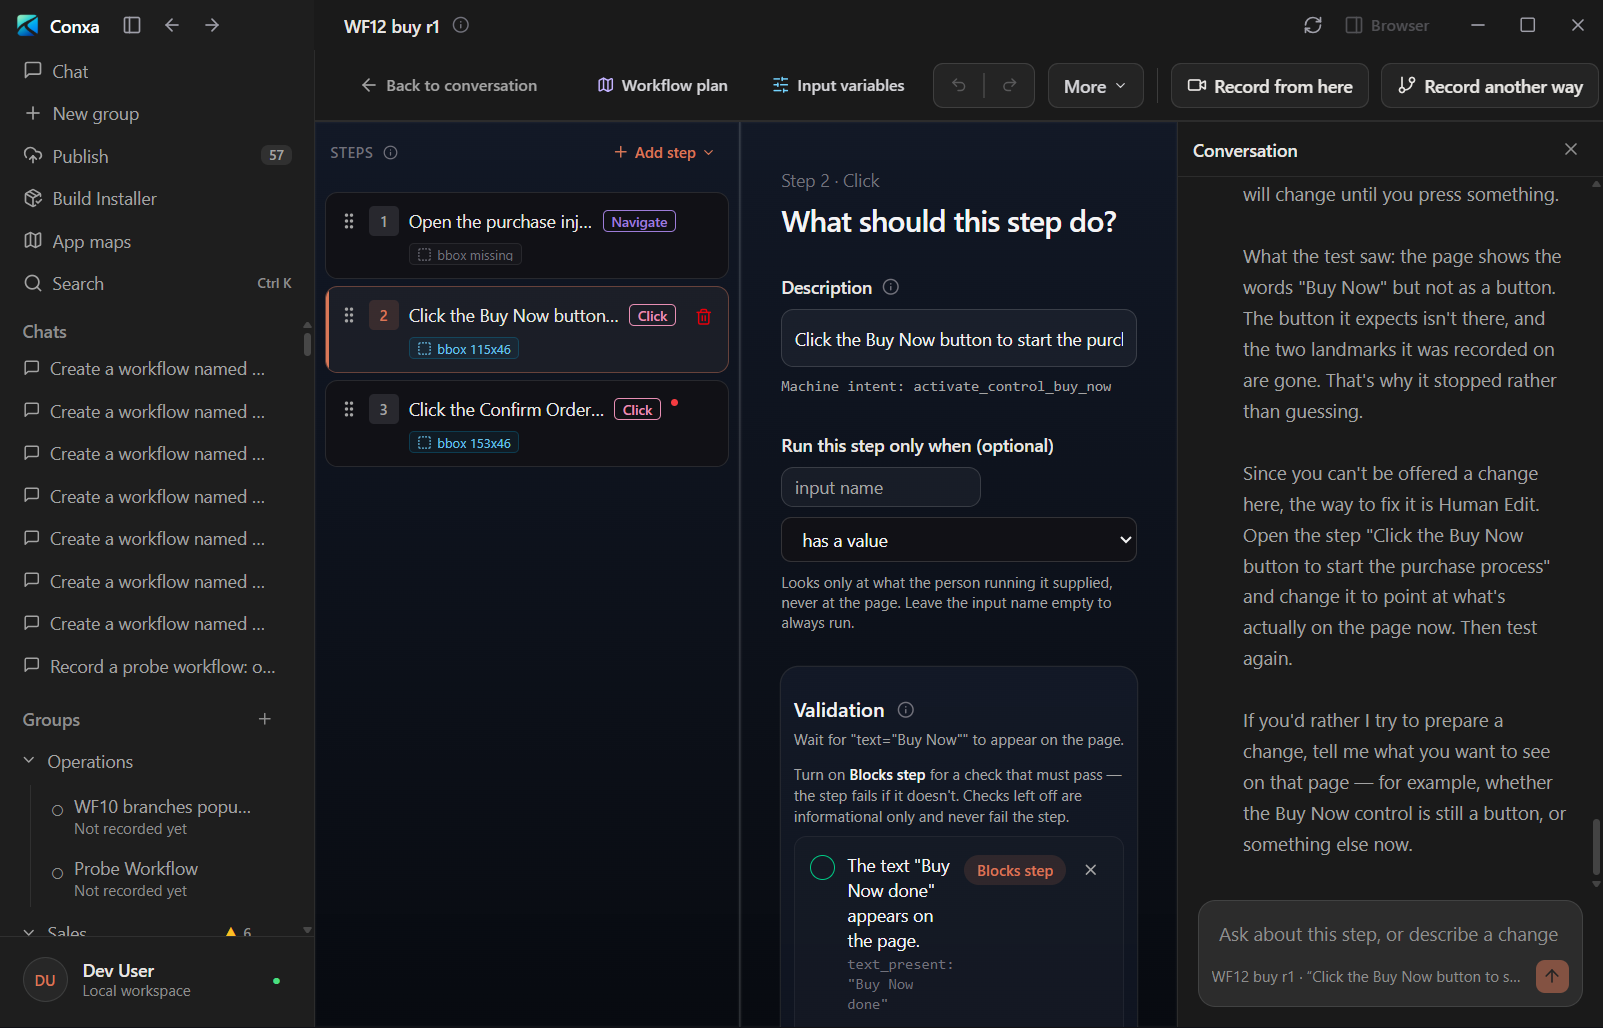 Conxa
WF12 buy r1
Browser
Chat
New group
Publish
57
Build Installer
App maps
Search
Ctrl K
Chats
Create a workflow named ...
Create a workflow named ...
Create a workflow named ...
Create a workflow named ...
Create a workflow named ...
Create a workflow named ...
Create a workflow named ...
Record a probe workflow: o...
Groups
Operations
WF10 branches popu...
Not recorded yet
Probe Workflow
Not recorded yet
Sales
6
DU
Dev User
Local workspace
Back to conversation
Workflow plan
Input variables
More
Record from here
Record another way
STEPS
Add step
1
Open the purchase inj...
Navigate
bbox missing
2
Click the Buy Now button...
Click
bbox 115x46
3
Click the Confirm Order...
Click
bbox 153x46
Step 2 · Click
What should this step do?
Description
Click the Buy Now button to start the purcl
Machine intent: activate_control_buy_now
Run this step only when (optional)
input name
has a value
Looks only at what the person running it supplied,
never at the page. Leave the input name empty to
always run.
Validation
Wait for "text="Buy Now"" to appear on the page.
Turn on Blocks step for a check that must pass —
the step fails if it doesn't. Checks left off are
informational only and never fail the step.
The text "Buy
Now done"
appears on
the page.
Blocks step
text_present:
"Buy Now
done"
Conversation
will change until you press something.
What the test saw: the page shows the
words "Buy Now" but not as a button.
The button it expects isn't there, and
the two landmarks it was recorded on
are gone. That's why it stopped rather
than guessing.
Since you can't be offered a change
here, the way to fix it is Human Edit.
Open the step "Click the Buy Now
button to start the purchase process"
and change it to point at what's
actually on the page now. Then test
again.
If you'd rather I try to prepare a
change, tell me what you want to see
on that page — for example, whether
the Buy Now control is still a button, or
something else now.
Ask about this step, or describe a change
WF12 buy r1 · “Click the Buy Now button to s...